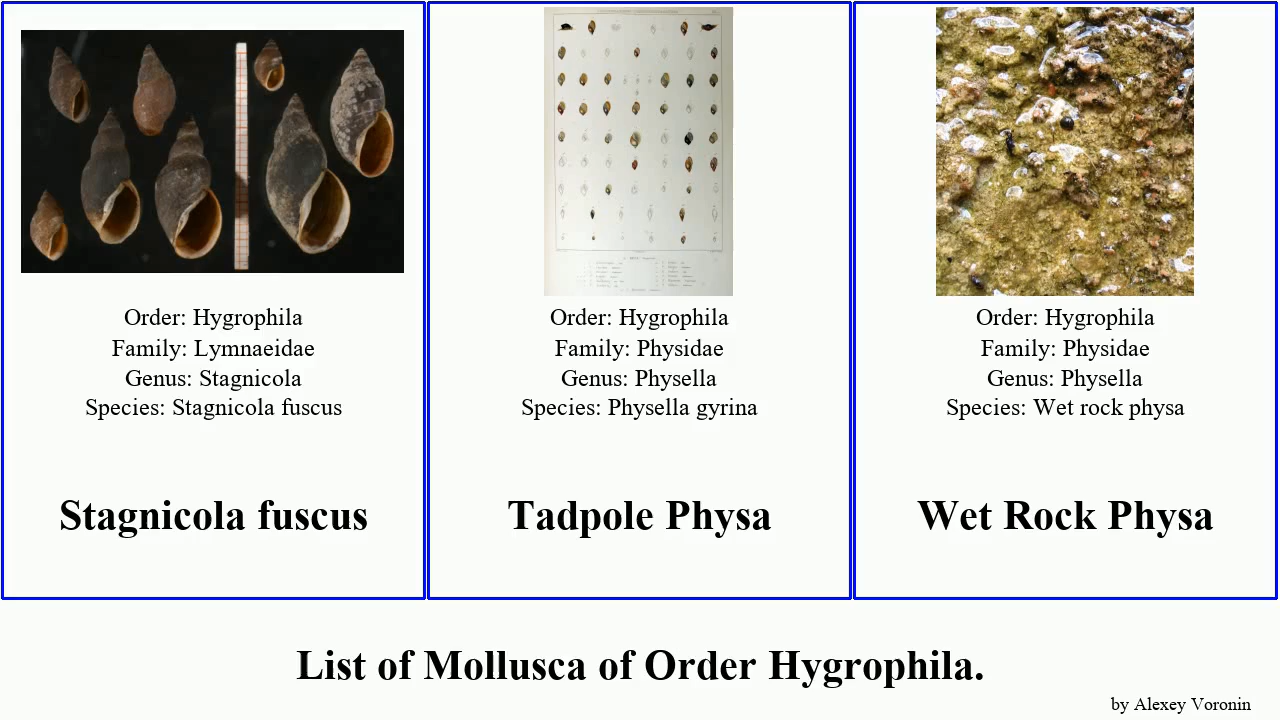 Order: Hygrophila
Family: Lymnaeidae
Genus: Stagnicola
Species: Stagnicola fuscus
Stagnicola fuscus
Order: Hygrophila
Family: Physidae
Genus: Physella
Species: Physella gyrina
Tadpole Physa
Order: Hygrophila
Family: Physidae
Genus: Physella
Species: Wet rock physa
Wet Rock Physa
List of Mollusca of Order Hygrophila.
by Alexey Voronin